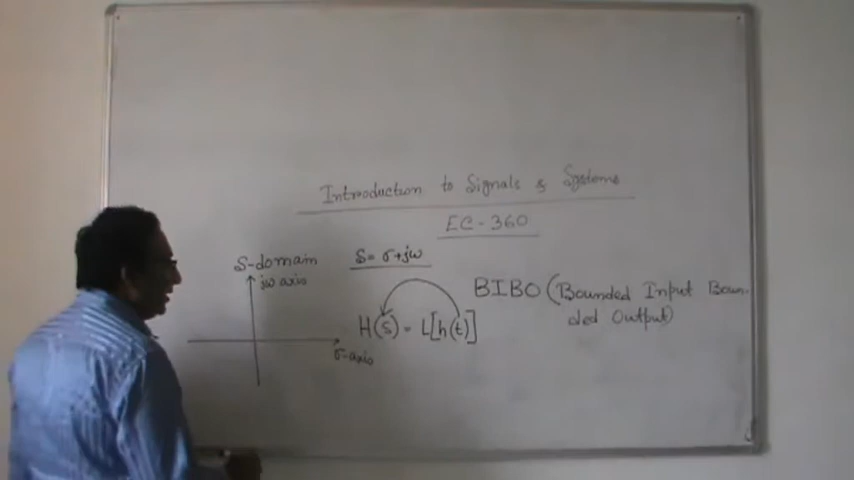 Introduction to Signals & Systems
EC-360
S-domain
jω axis
σ-axis
S = σ+jω
H(s) = L[h(t)]
BIBO (Bounded Input Boun-
ded Output)